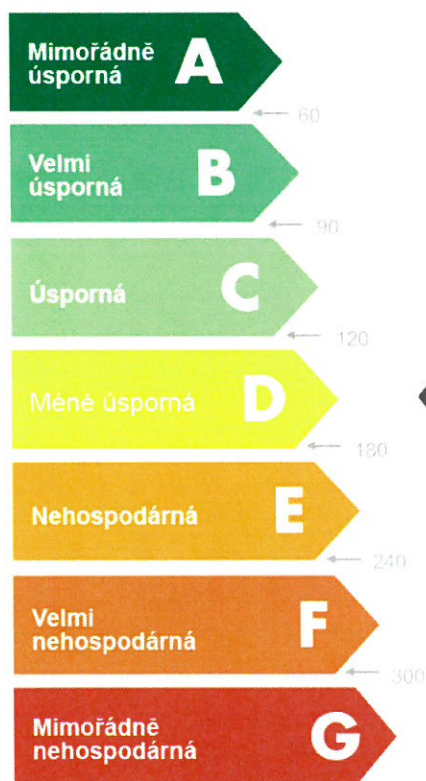 Mimořádně
úsporná A
60
Velmi
úsporná B
90
Úsporná C
120
Méně úsporná D
180
Nehospodárná E
240
Velmi
nehospodárná F
300
Mimořádně
nehospodárná G